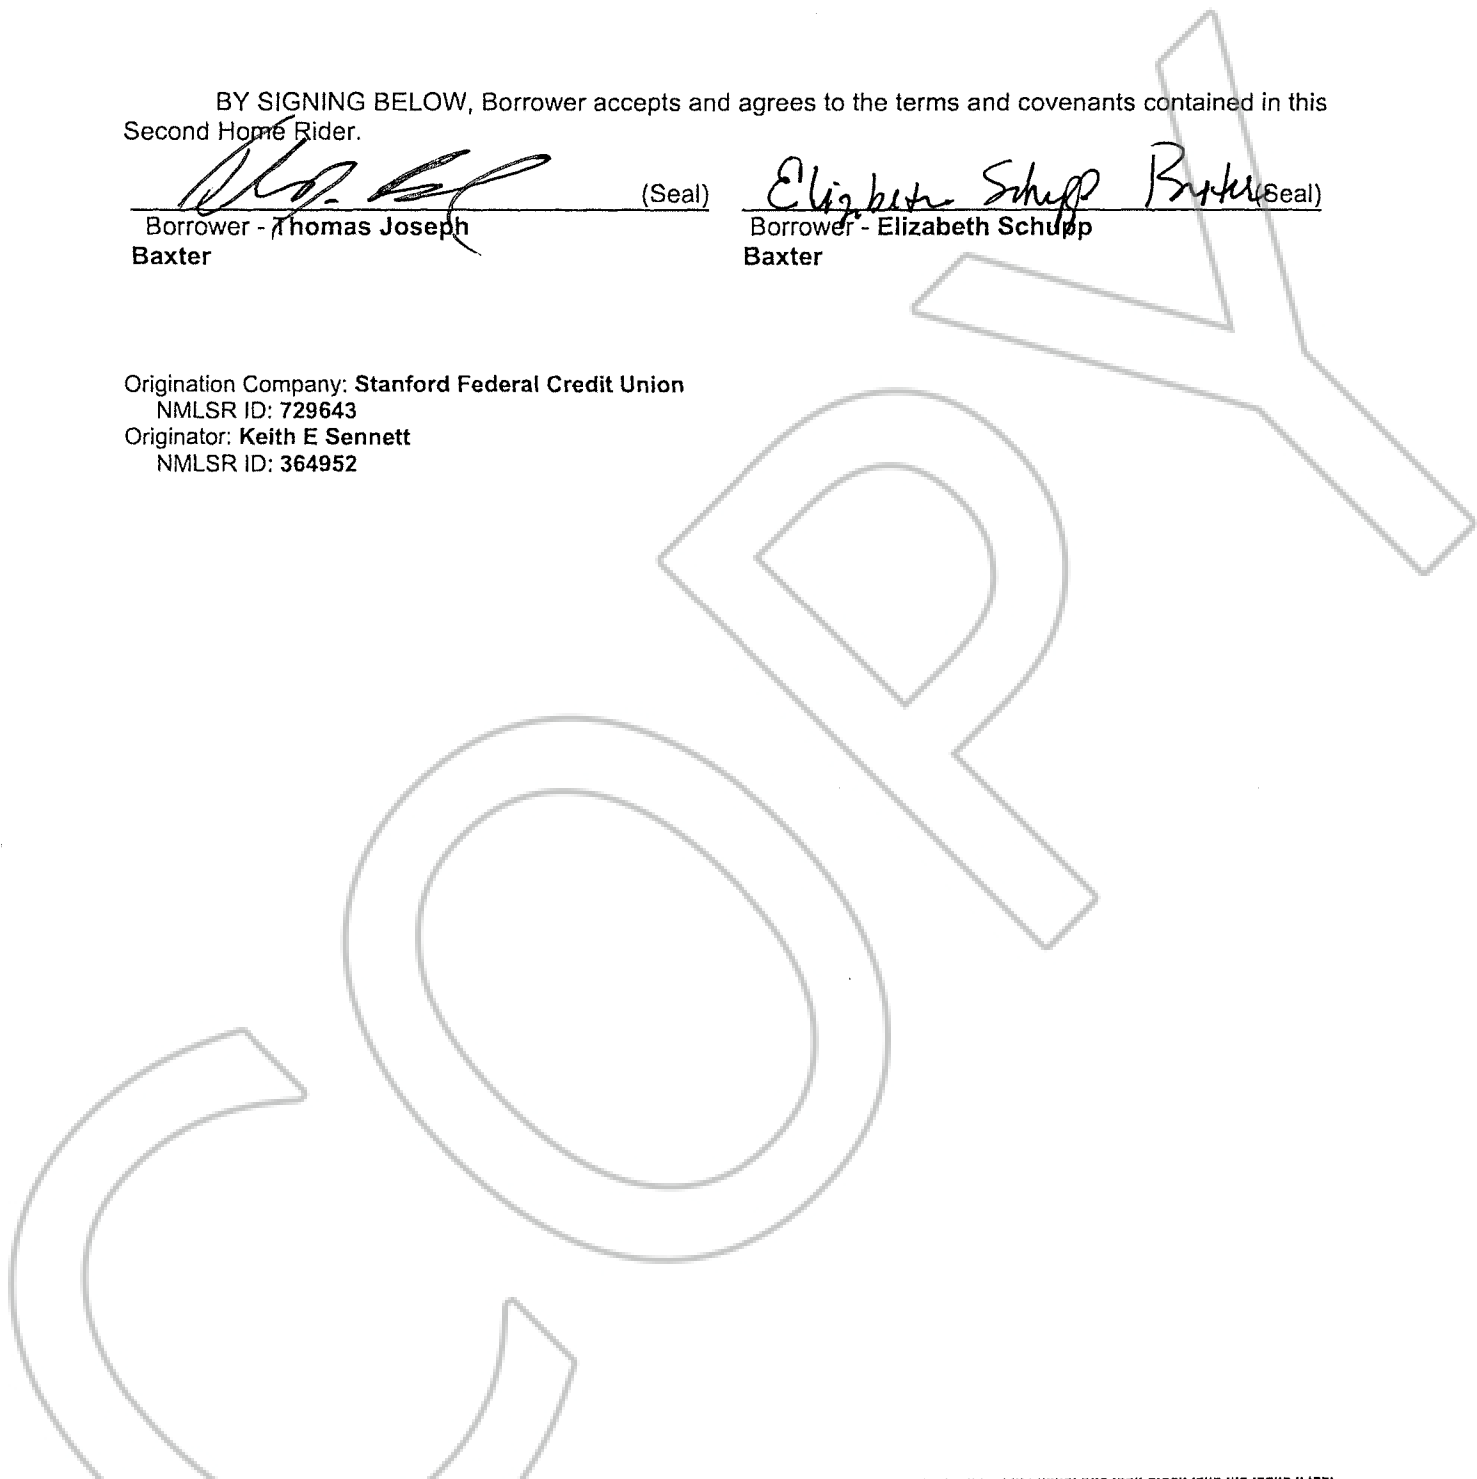 BY SIGNING BELOW, Borrower accepts and agrees to the terms and covenants contained in this
Second Home Rider.
(Seal) Elizabeth Schupp Baxter (Seal)
Borrower - Thomas Joseph Borrower - Elizabeth Schupp
Baxter Baxter
Origination Company: Stanford Federal Credit Union
NMLSR ID: 729643
Originator: Keith E Sennett
NMLSR ID: 364952
COPY